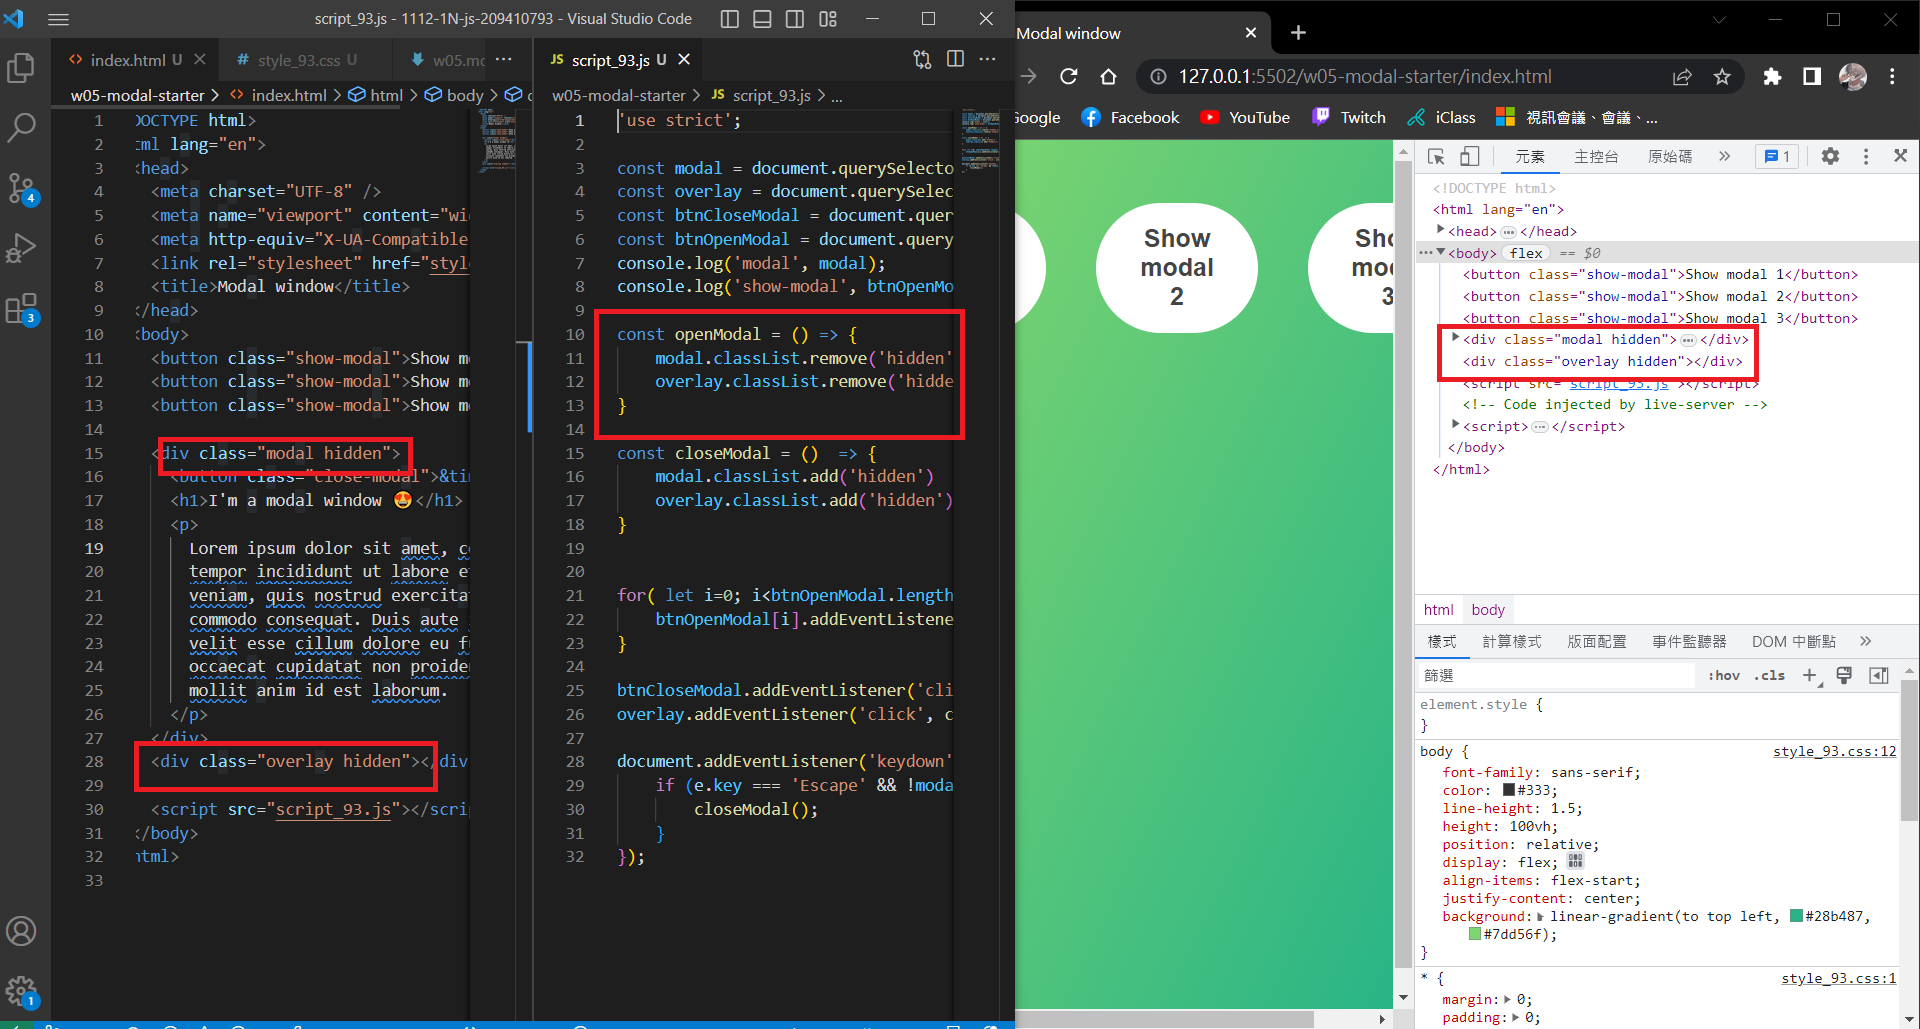 script_93.js - 1112-1N-js-209410793 - Visual Studio Code
index.html U
style_93.css U
w05.mc
w05-modal-starter > index.html > html > body >
1 DOCTYPE html>
2 tml lang="en">
3 <head>
4 <meta charset="UTF-8" />
5 <meta name="viewport" content="wi
6 <meta http-equiv="X-UA-Compatible
7 <link rel="stylesheet" href="styl
8 <title>Modal window</title>
9 </head>
10 <body>
11 <button class="show-modal">Show m
12 <button class="show-modal">Show m
13 <button class="show-modal">Show m
14
15 <div class="modal hidden">
16 <button class="close-modal">&tim
17 <h1>I'm a modal window 🤩</h1>
18 <p>
19 Lorem ipsum dolor sit amet, c
20 tempor incididunt ut labore e
21 veniam, quis nostrud exercita
22 commodo consequat. Duis aute
23 velit esse cillum dolore eu f
24 occaecat cupidatat non proide
25 mollit anim id est laborum.
26 </p>
27 </div>
28 <div class="overlay hidden"></div
29
30 <script src="script_93.js"></scri
31 </body>
32 html>
33
4
3
1
JS script_93.js U
w05-modal-starter > JS script_93.js > ...
1 'use strict';
2
3 const modal = document.querySelecto
4 const overlay = document.querySelec
5 const btnCloseModal = document.quer
6 const btnOpenModal = document.query
7 console.log('modal', modal);
8 console.log('show-modal', btnOpenMo
9
10 const openModal = () => {
11 modal.classList.remove('hidden'
12 overlay.classList.remove('hidde
13 }
14
15 const closeModal = () => {
16 modal.classList.add('hidden')
17 overlay.classList.add('hidden')
18 }
19
20
21 for( let i=0; i<btnOpenModal.length
22 btnOpenModal[i].addEventListene
23 }
24
25 btnCloseModal.addEventListener('cli
26 overlay.addEventListener('click', c
27
28 document.addEventListener('keydown'
29 if (e.key === 'Escape' && !moda
30 closeModal();
31 }
32 });
Modal window
127.0.0.1:5502/w05-modal-starter/index.html
Google Facebook YouTube Twitch iClass 視訊會議、會議、...
Show
modal
2
Sho
mod
3
元素 主控台 原始碼 1
<!DOCTYPE html>
<html lang="en">
<head> </head>
<body> flex == $0
<button class="show-modal">Show modal 1</button>
<button class="show-modal">Show modal 2</button>
<button class="show-modal">Show modal 3</button>
<div class="modal hidden"> </div>
<div class="overlay hidden"></div>
<script src="script_93.js"></script>
<!-- Code injected by live-server -->
<script> </script>
</body>
</html>
html body
樣式 計算樣式 版面配置 事件監聽器 DOM 中斷點
篩選 :hov .cls
element.style {
}
body { style_93.css:12
font-family: sans-serif;
color: #333;
line-height: 1.5;
height: 100vh;
position: relative;
display: flex;
align-items: flex-start;
justify-content: center;
background: linear-gradient(to top left, #28b487,
#7dd56f);
}
* { style_93.css:1
margin: 0;
padding: 0;